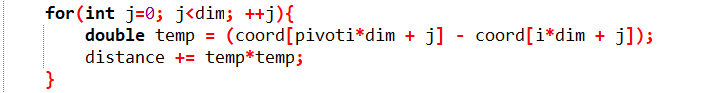 for(int j=0; j<dim; ++j){
double temp = (coord[pivoti*dim + j] - coord[i*dim + j]);
distance += temp*temp;
}